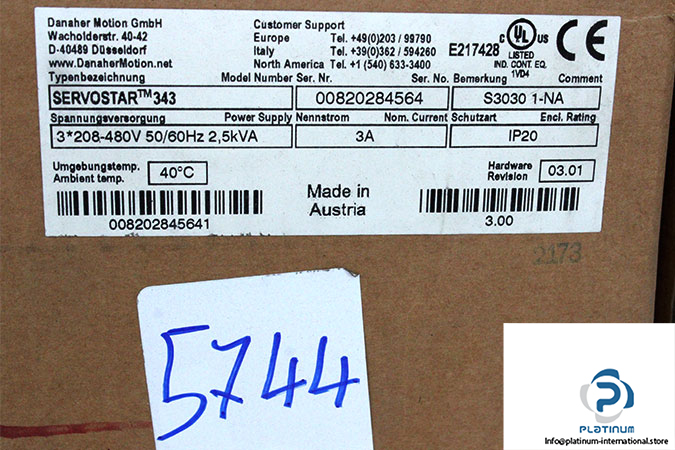 Danaher Motion GmbH
Wacholderstr. 40-42
D-40489 Düsseldorf
www.DanaherMotion.net
Customer Support
Europe Tel. +49(0)203 / 99790
Italy Tel. +39(0)362 / 594260
North America Tel. +1 (540) 633-3400
E217428
C UL US
LISTED
IND. CONT. EQ.
1VD4
CE
Typenbezeichnung Model Number Ser. Nr. Ser. No. Bemerkung Comment
SERVOSTAR™343 00820284564 S3030 1-NA
Spannungsversorgung Power Supply Nennstrom Nom. Current Schutzart Encl. Rating
3*208-480V 50/60Hz 2,5kVA 3A IP20
Umgebungstemp.
Ambient temp. 40°C
Hardware
Revision 03.01
Made in
Austria
008202845641
3.00
2173
5744
PLATINUM
Info@platinum-international.store